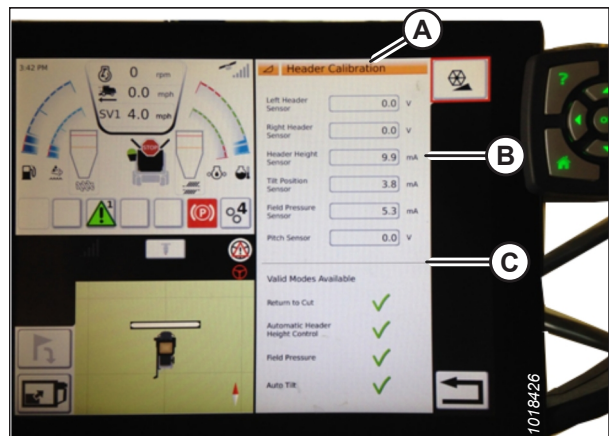 A
3:42 PM
0 rpm
0.0 mph
SV1 4.0 mph
STOP
1
(P)
4
Header Calibration
Left Header
Sensor
0.0 V
Right Header
Sensor
0.0 V
Header Height
Sensor
9.9 mA
B
Tilt Position
Sensor
3.8 mA
Field Pressure
Sensor
5.3 mA
Pitch Sensor
0.0 V
C
Valid Modes Available
Return to Cut
Automatic Header
Height Control ...
Field Pressure
Auto Tilt
?
1018426